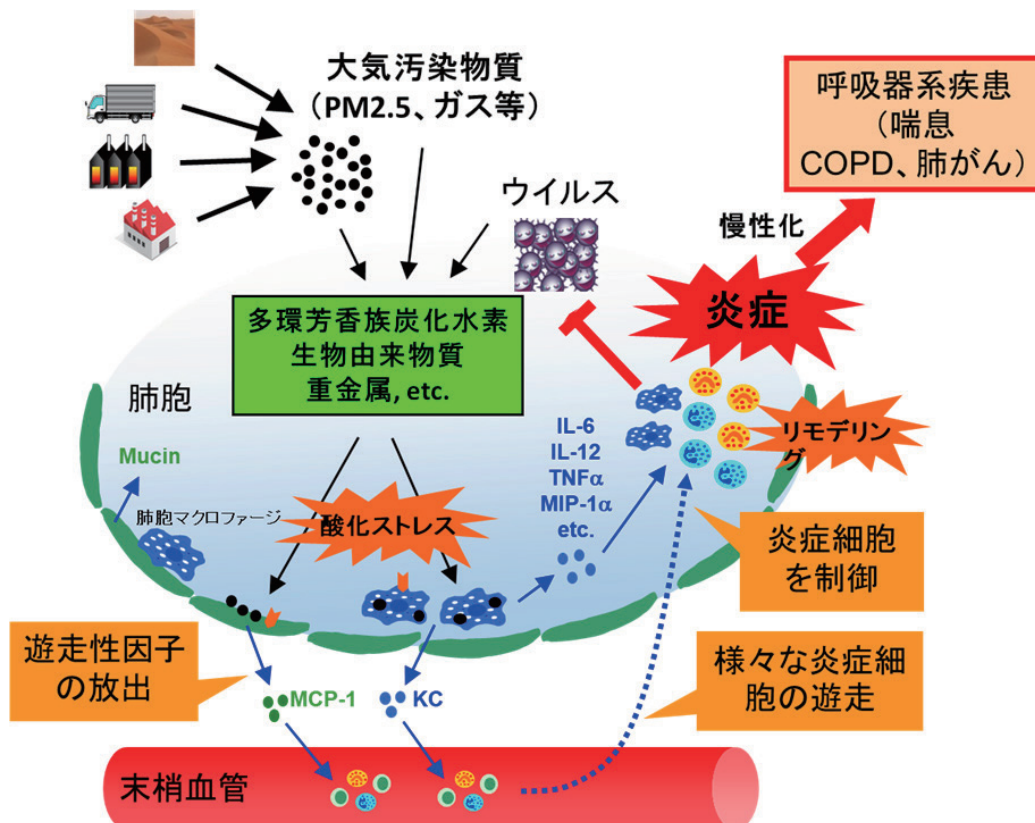 大気汚染物質
（PM2.5、ガス等）
呼吸器系疾患
（喘息
COPD、肺がん）
ウイルス
慢性化
炎症
多環芳香族炭化水素
生物由来物質
重金属, etc.
肺胞
Mucin
肺胞マクロファージ
酸化ストレス
IL-6
IL-12
TNFα
MIP-1α
etc.
リモデリン
グ
炎症細胞
を制御
遊走性因子
の放出
様々な炎症細
胞の遊走
MCP-1
KC
末梢血管